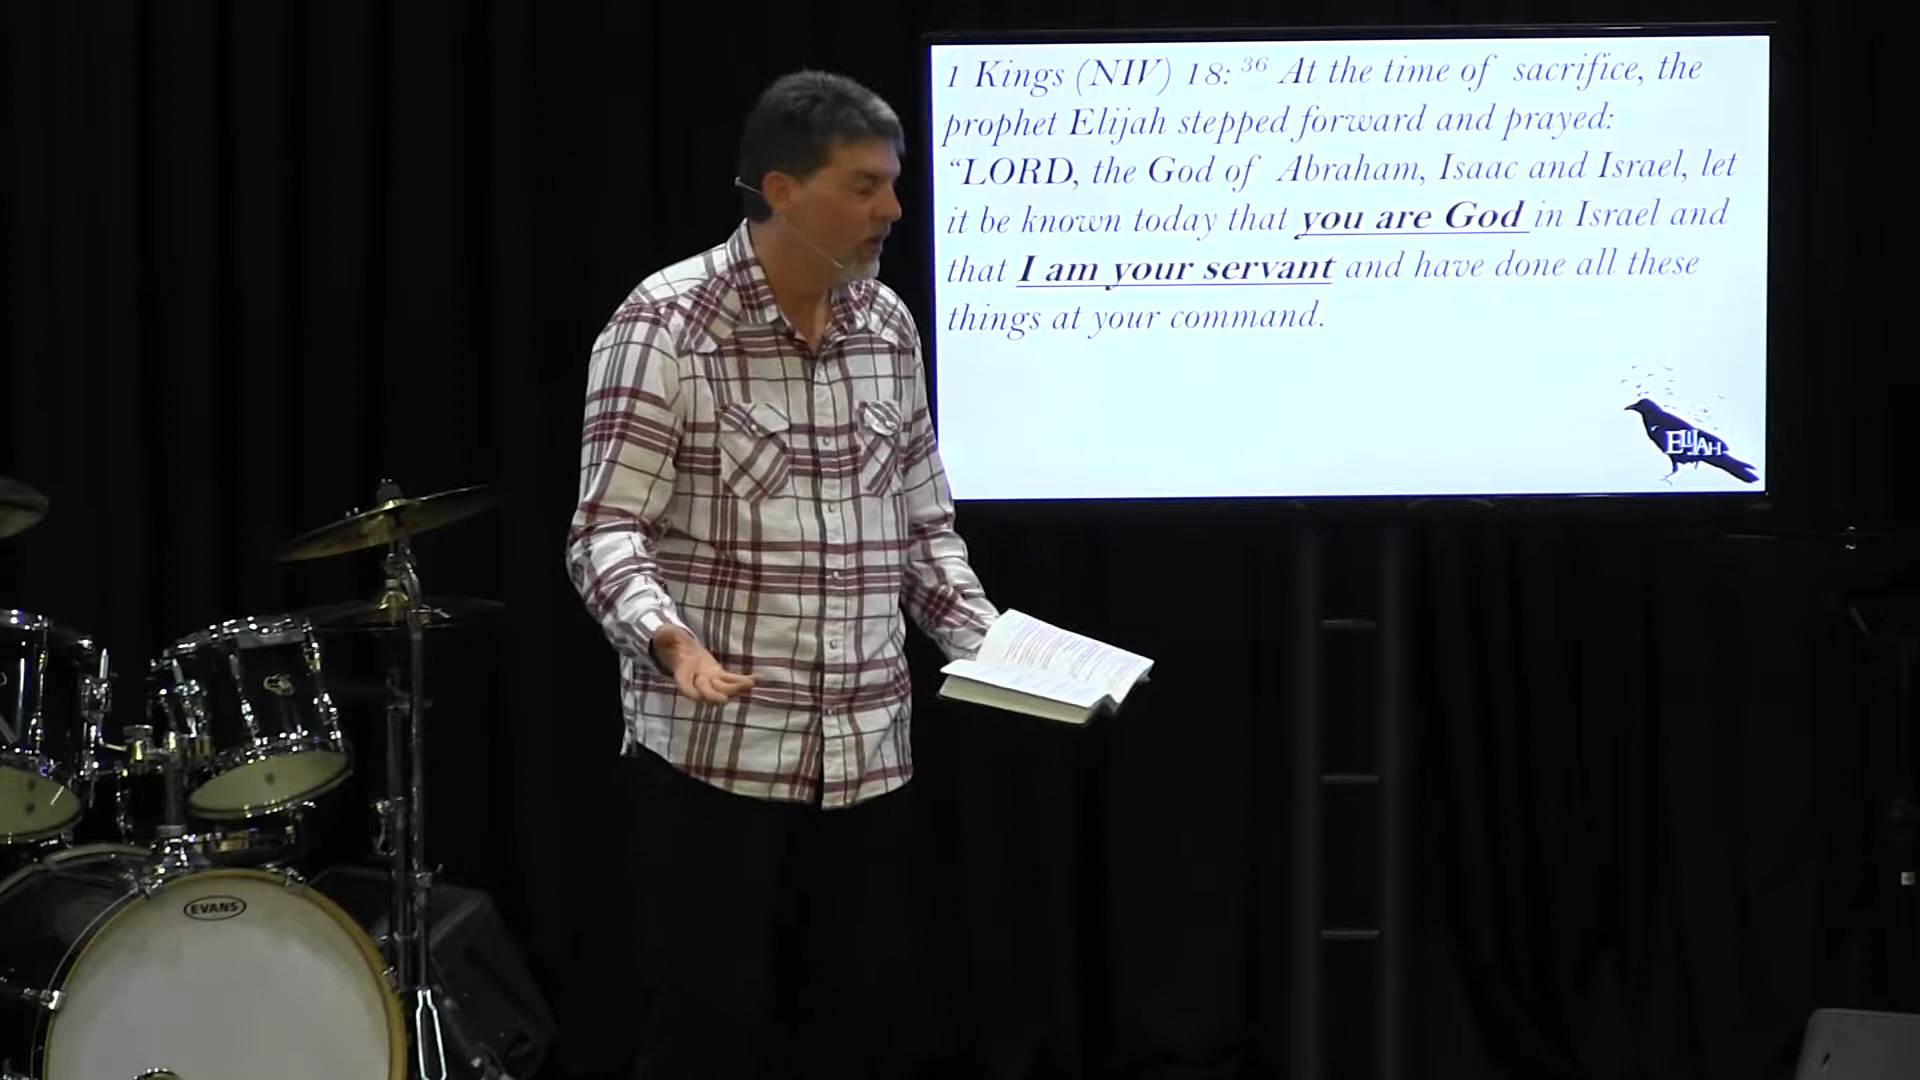 1 Kings (NIV) 18: 36 At the time of sacrifice, the
prophet Elijah stepped forward and prayed:
“LORD, the God of Abraham, Isaac and Israel, let
it be known today that you are God in Israel and
that I am your servant and have done all these
things at your command.
ELIJAH
EVANS